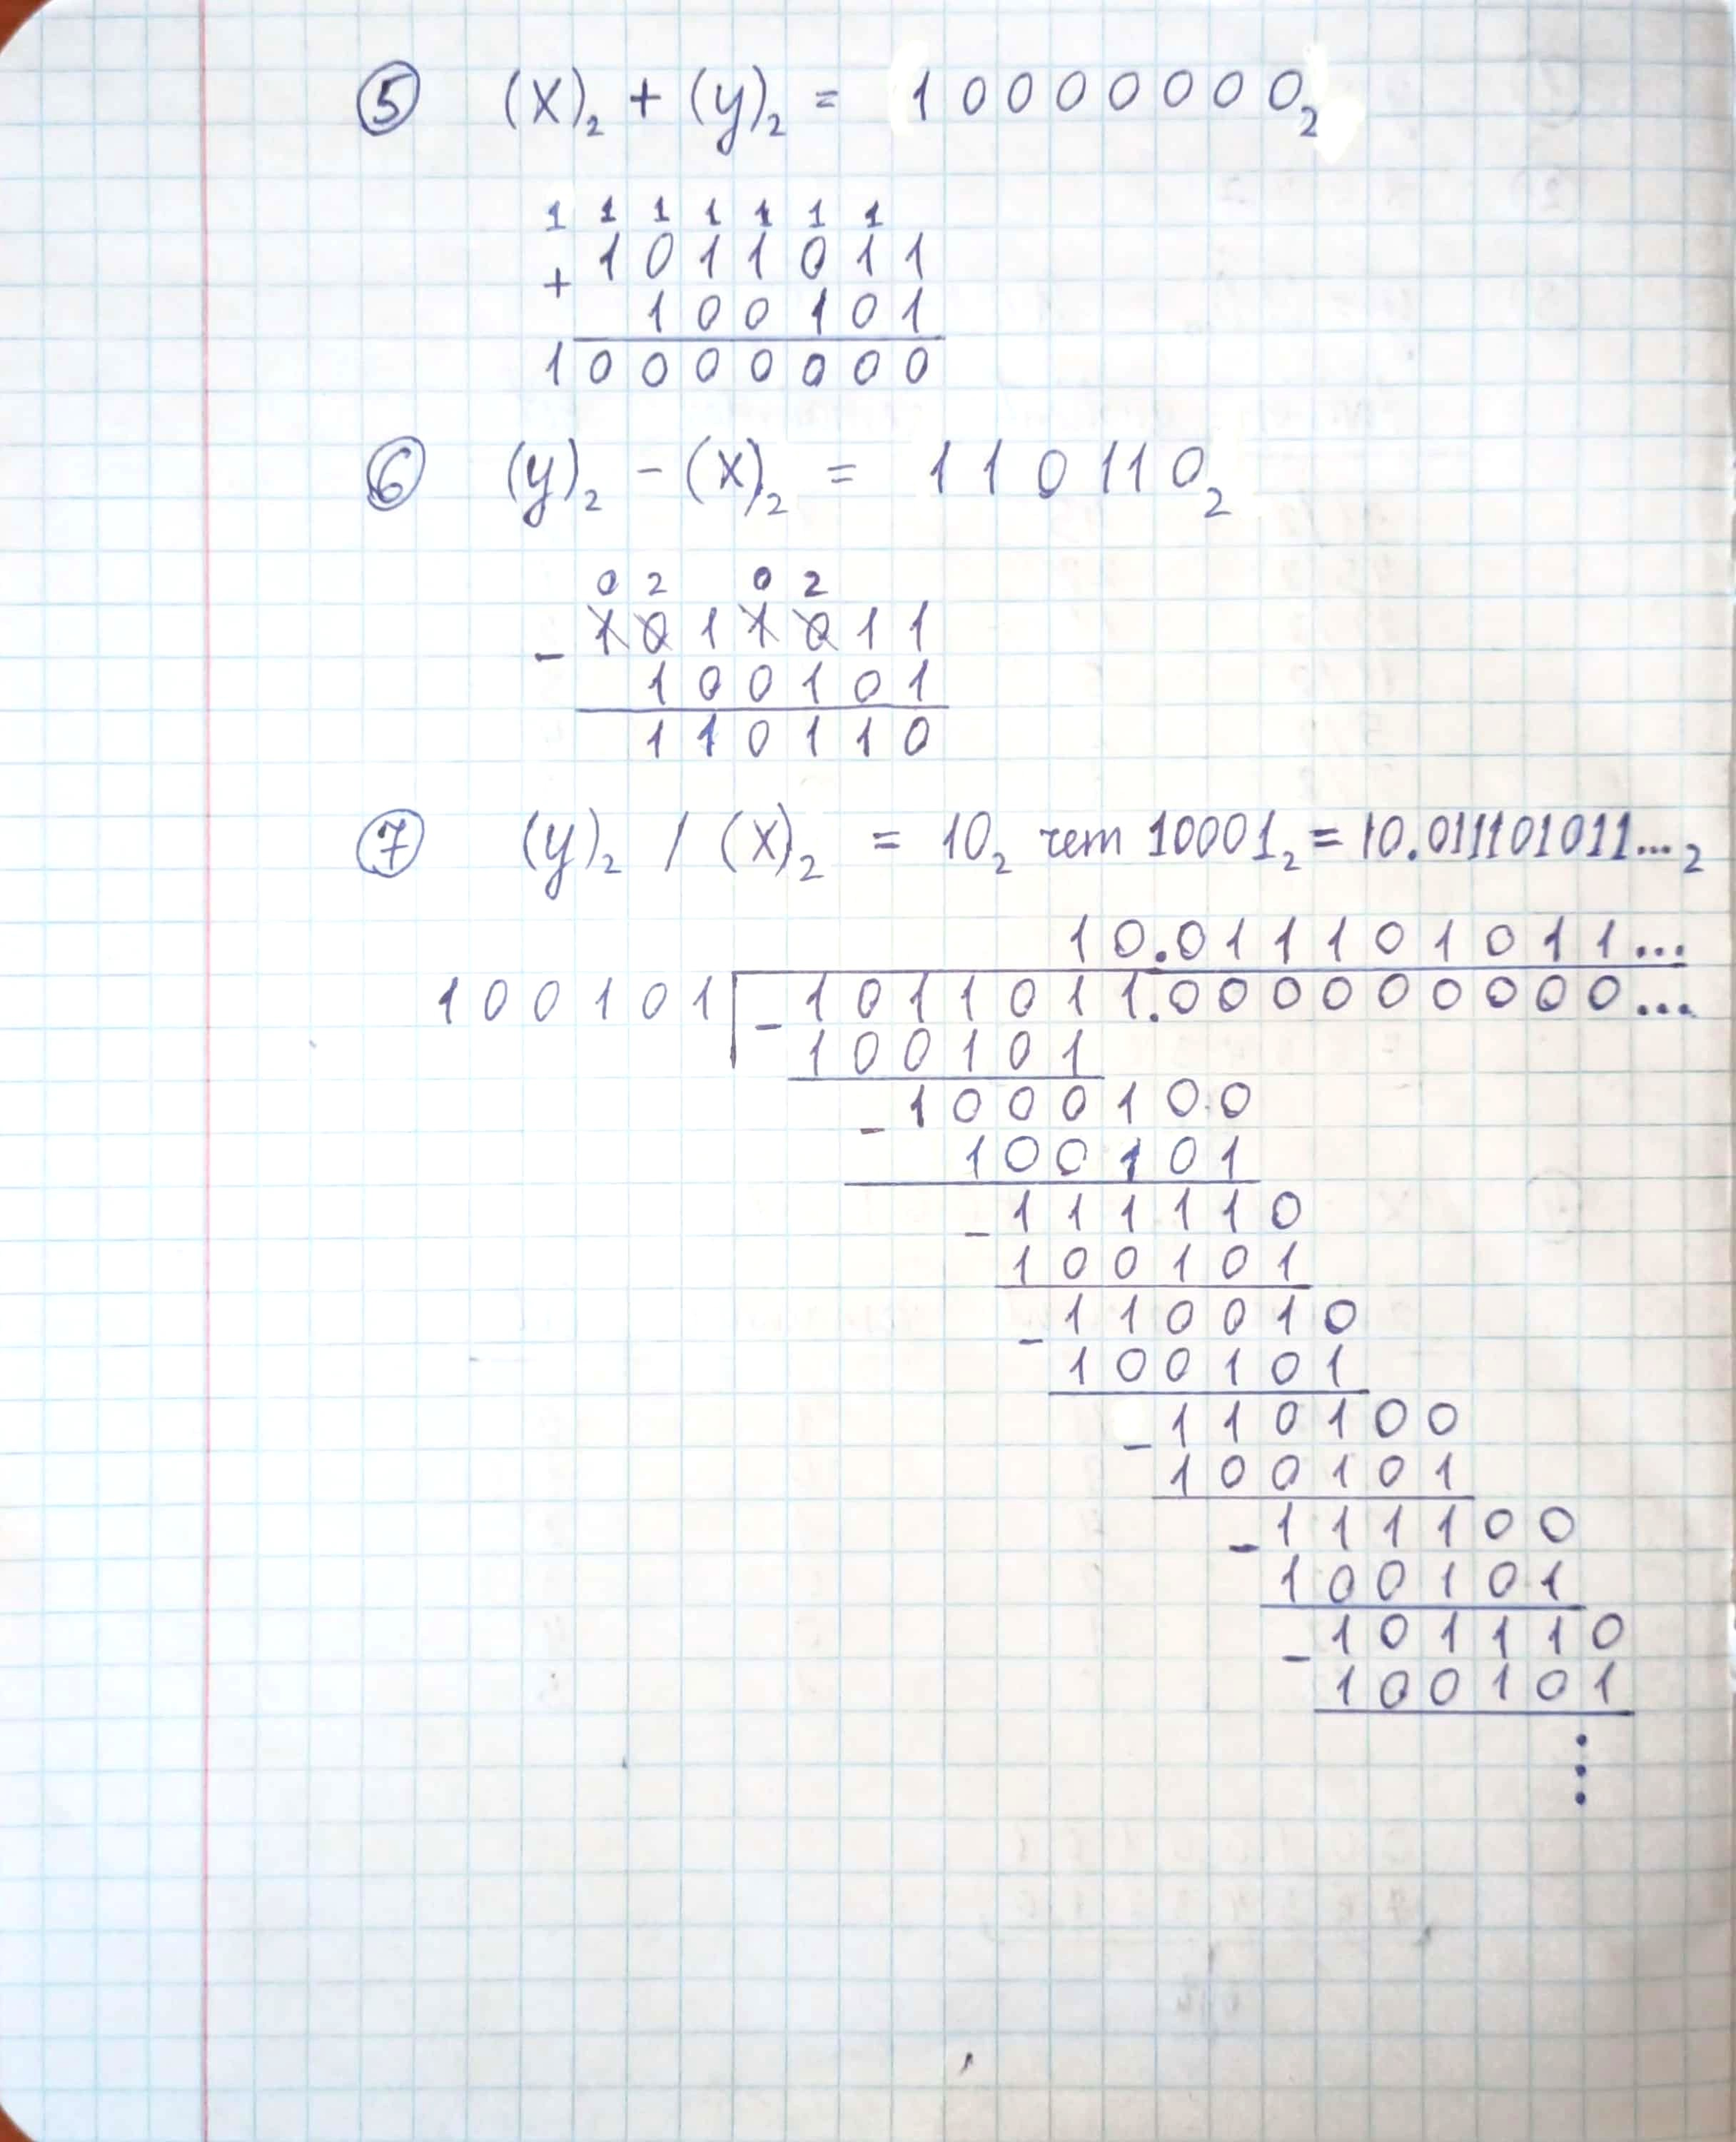 ⑤ (x)₂ + (y)₂ = 10000000₂
1 1 1 1 1 1 1
1 0 1 1 0 1 1
+
1 0 0 1 0 1
1 0 0 0 0 0 0 0
⑥ (y)₂ - (x)₂ = 110110₂
0 2 0 2
1 0 1 1 0 1 1
-
1 0 0 1 0 1
1 1 0 1 1 0
⑦ (y)₂ / (x)₂ = 10₂ rem 10001₂ = 10.011101011...₂
1 0.0 1 1 1 0 1 0 1 1...
1 0 0 1 0 1 - 1 0 1 1 0 1 1.0 0 0 0 0 0 0 0 0...
1 0 0 1 0 1
- 1 0 0 0 1 0.0
1 0 0 1 0 1
- 1 1 1 1 1 0
1 0 0 1 0 1
- 1 1 0 0 1 0
1 0 0 1 0 1
- 1 1 0 1 0 0
1 0 0 1 0 1
- 1 1 1 1 0 0
1 0 0 1 0 1
- 1 0 1 1 1 0
1 0 0 1 0 1
⋮